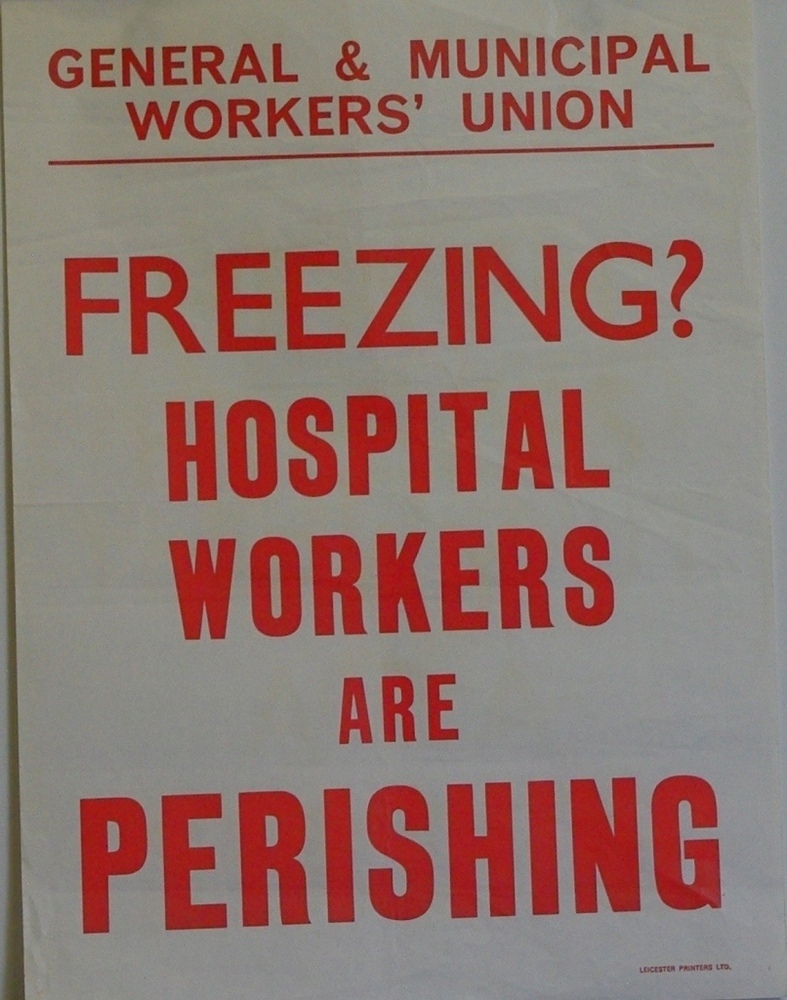 GENERAL & MUNICIPAL
WORKERS' UNION
FREEZING?
HOSPITAL
WORKERS
ARE
PERISHING
LEICESTER PRINTERS LTD.